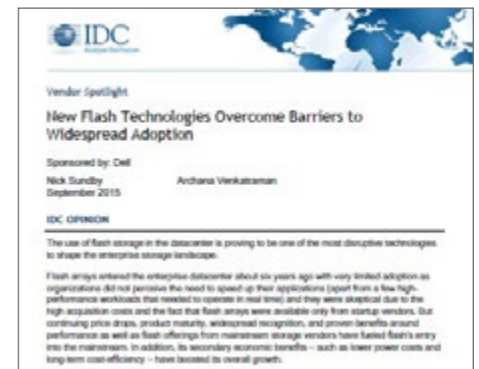 IDC
Analyze the Future
Vendor Spotlight
New Flash Technologies Overcome Barriers to
Widespread Adoption
Sponsored by: Dell
Nick Sundby Archana Venkatraman
September 2015
IDC OPINION
The use of flash storage in the datacenter is proving to be one of the most disruptive technologies
to shape the enterprise storage landscape.
Flash arrays entered the enterprise datacenter about six years ago with very limited adoption as
organizations did not perceive the need to speed up their applications (apart from a few high-
performance workloads that needed to operate in real time) and they were skeptical due to the
high acquisition costs and the fact that flash arrays were available only from startup vendors. But
continuing price drops, product maturity, widespread recognition, and proven benefits around
performance as well as flash offerings from mainstream storage vendors have fueled flash's entry
into the mainstream. In addition, its secondary economic benefits – such as lower power costs and
long-term cost-efficiency – have boosted its overall growth.